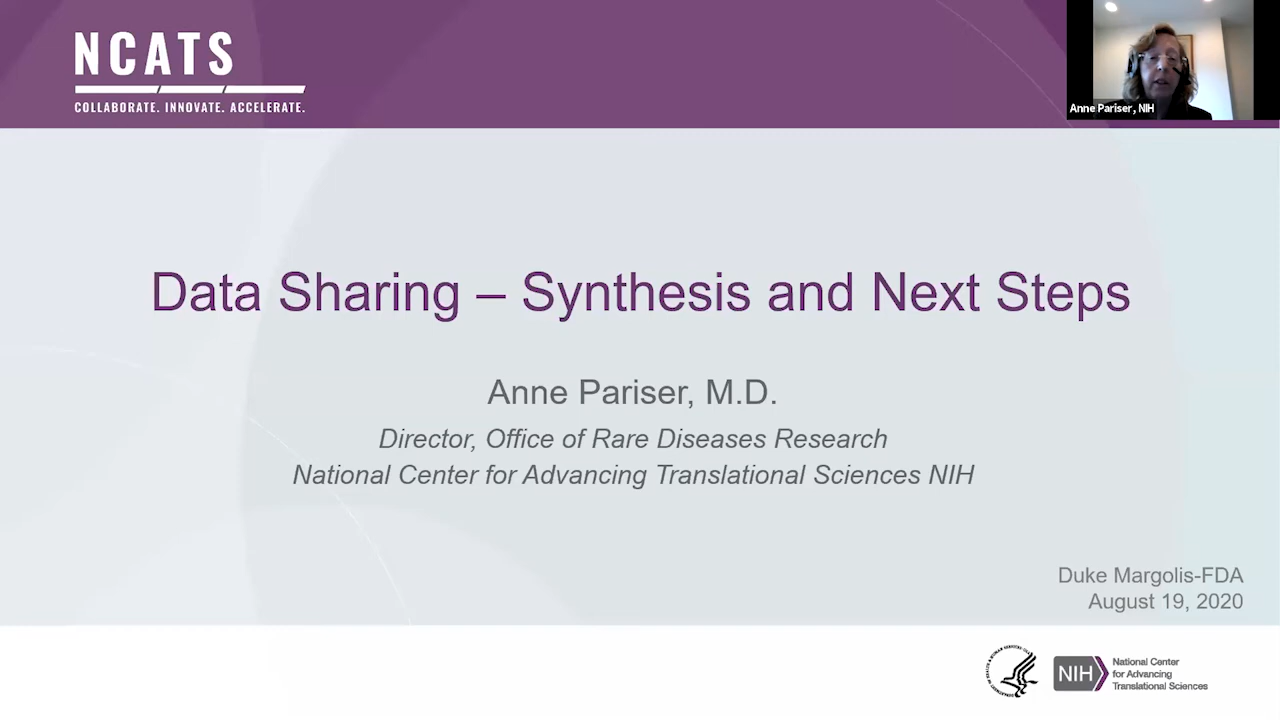 NCATS
COLLABORATE. INNOVATE. ACCELERATE.
Anne Pariser, NIH
Data Sharing – Synthesis and Next Steps
Anne Pariser, M.D.
Director, Office of Rare Diseases Research
National Center for Advancing Translational Sciences NIH
Duke Margolis-FDA
August 19, 2020
NIH
National Center
for Advancing
Translational Sciences